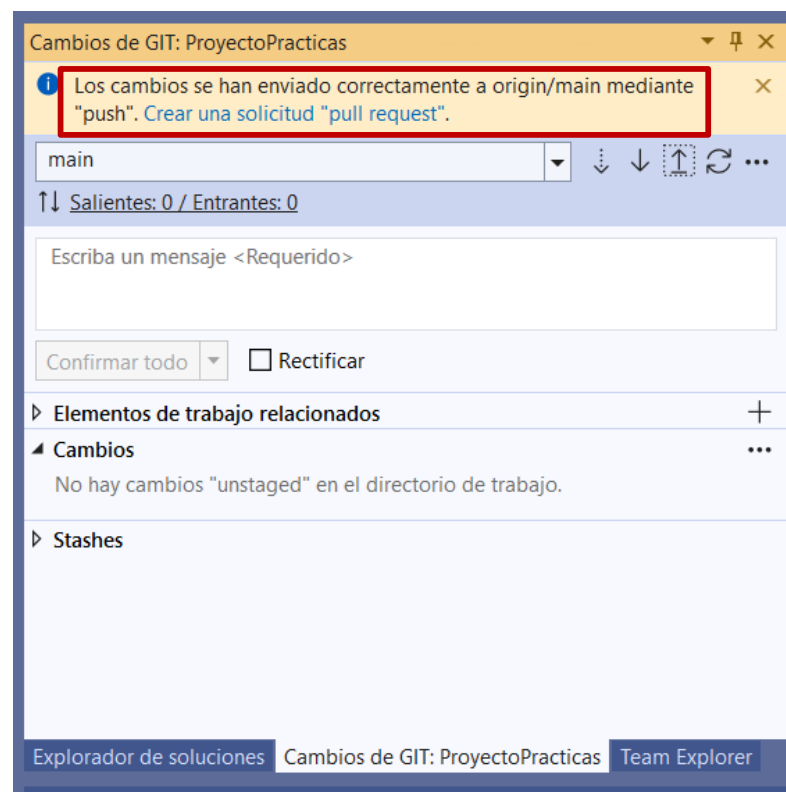 Cambios de GIT: ProyectoPracticas
Los cambios se han enviado correctamente a origin/main mediante
"push". Crear una solicitud "pull request".
main
Salientes: 0 / Entrantes: 0
Escriba un mensaje <Requerido>
Confirmar todo Rectificar
Elementos de trabajo relacionados
Cambios
No hay cambios "unstaged" en el directorio de trabajo.
Stashes
Explorador de soluciones Cambios de GIT: ProyectoPracticas Team Explorer